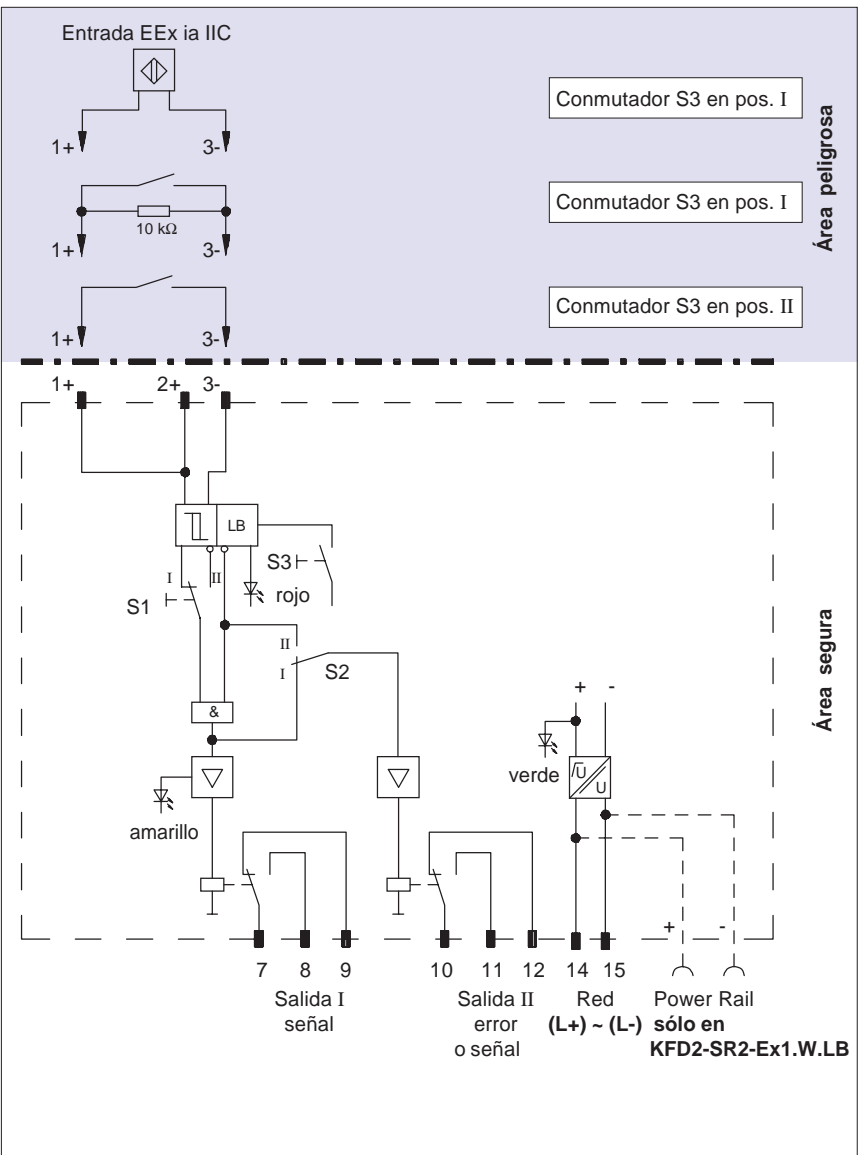 Entrada EEx ia IIC
Conmutador S3 en pos. I
1+ 3-
Conmutador S3 en pos. I
10 kΩ
1+ 3-
Conmutador S3 en pos. II
1+ 3-
Área peligrosa
1+ 2+ 3-
LB
S3
I II
rojo
S1
II
I S2
&
+ -
verde
U
U
amarillo
Área segura
+ -
7 8 9 10 11 12 14 15
Salida I Salida II Red Power Rail
señal error (L+) ~ (L-) sólo en
o señal KFD2-SR2-Ex1.W.LB